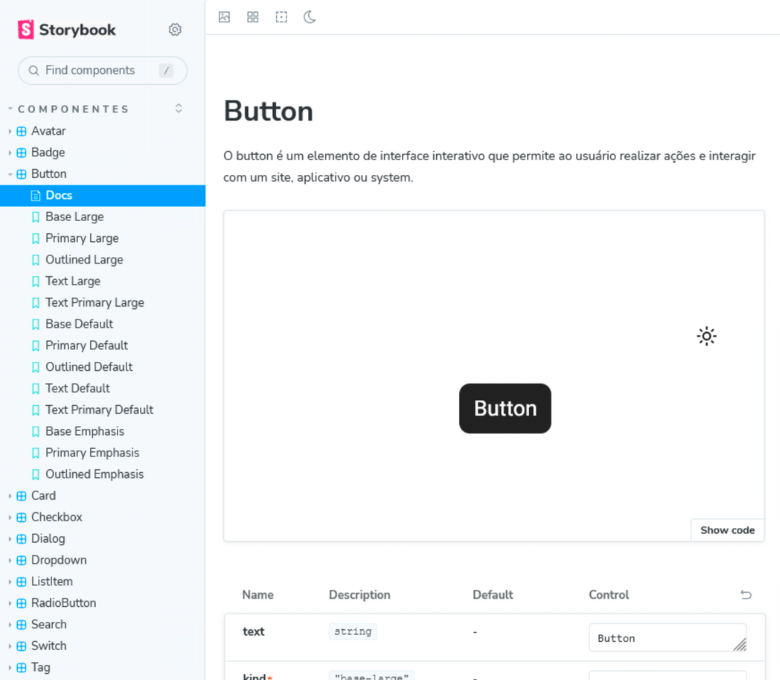 Storybook
Find components /
COMPONENTES
Avatar
Badge
Button
Docs
Base Large
Primary Large
Outlined Large
Text Large
Text Primary Large
Base Default
Primary Default
Outlined Default
Text Default
Text Primary Default
Base Emphasis
Primary Emphasis
Outlined Emphasis
Card
Checkbox
Dialog
Dropdown
ListItem
RadioButton
Search
Switch
Tag
Button
O button é um elemento de interface interativo que permite ao usuário realizar ações e interagir
com um site, aplicativo ou system.
Button
Show code
Name Description Default Control
text string - Button
kind* "base-large" -